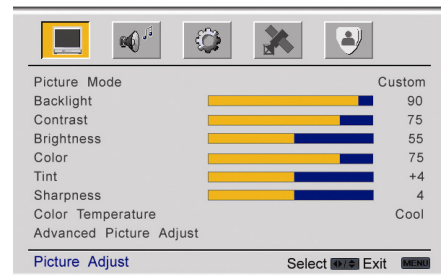 Picture Mode Custom
Backlight 90
Contrast 75
Brightness 55
Color 75
Tint +4
Sharpness 4
Color Temperature Cool
Advanced Picture Adjust
Picture Adjust Select Exit MENU